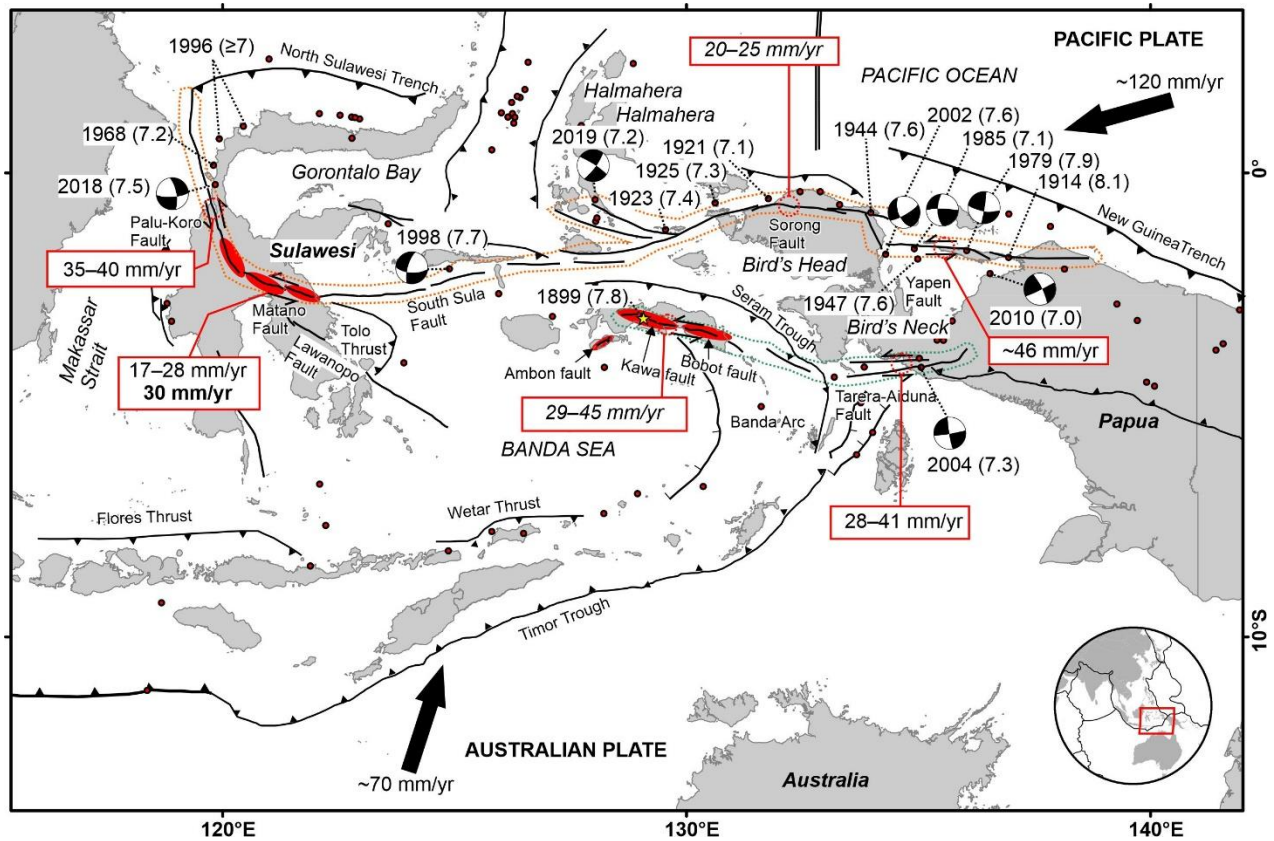 PACIFIC PLATE
20–25 mm/yr
1996 (≥7)
North Sulawesi Trench
PACIFIC OCEAN
~120 mm/yr
Halmahera
Halmahera
2002 (7.6)
1944 (7.6)
1985 (7.1)
1968 (7.2)
2019 (7.2)
1921 (7.1)
1979 (7.9)
0°
Gorontalo Bay
1925 (7.3)
1914 (8.1)
2018 (7.5)
1923 (7.4)
New Guinea Trench
Palu-Koro
Fault
Sulawesi
1998 (7.7)
Sorong
Fault
35–40 mm/yr
Bird's Head
South Sula
Fault
1899 (7.8)
Seram Trough
1947 (7.6)
Yapen
Fault
2010 (7.0)
Matano
Fault
Tolo
Thrust
Bird's Neck
Makassar
Strait
Lawanopo
Fault
Ambon fault
Kawa fault
Bobot fault
~46 mm/yr
17–28 mm/yr
30 mm/yr
29–45 mm/yr
Banda Arc
Tarera-Aiduna
Fault
Papua
BANDA SEA
2004 (7.3)
Flores Thrust
Wetar Thrust
28–41 mm/yr
Timor Trough
10°S
AUSTRALIAN PLATE
~70 mm/yr
Australia
120°E
130°E
140°E